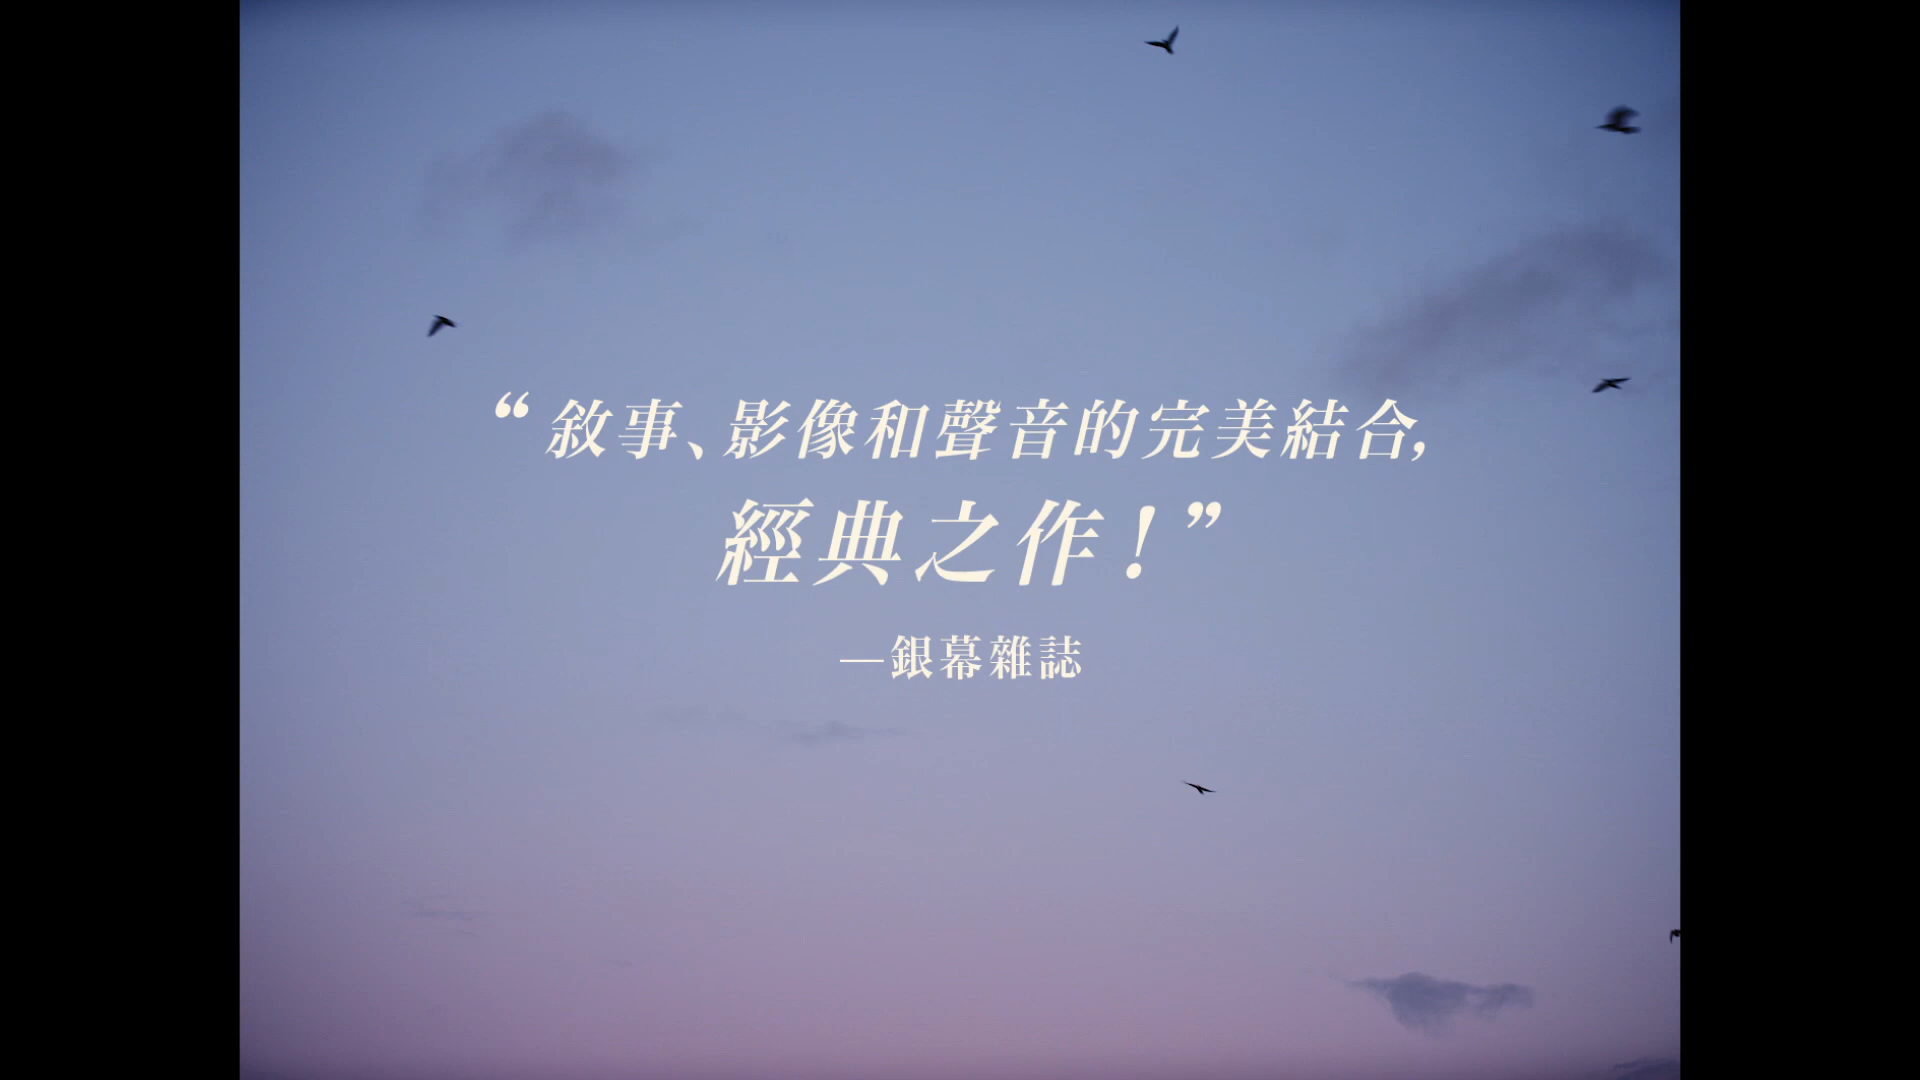 “敘事、影像和聲音的完美結合,
經典之作！”
—銀幕雜誌